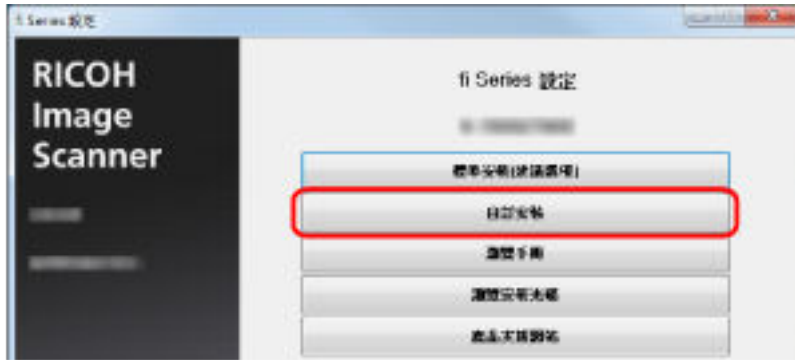 fi Series 設定
RICOH
Image
Scanner
fi Series 設定
標準安裝(建議選項)
自訂安裝
瀏覽手冊
瀏覽安裝光碟
產品支援網站